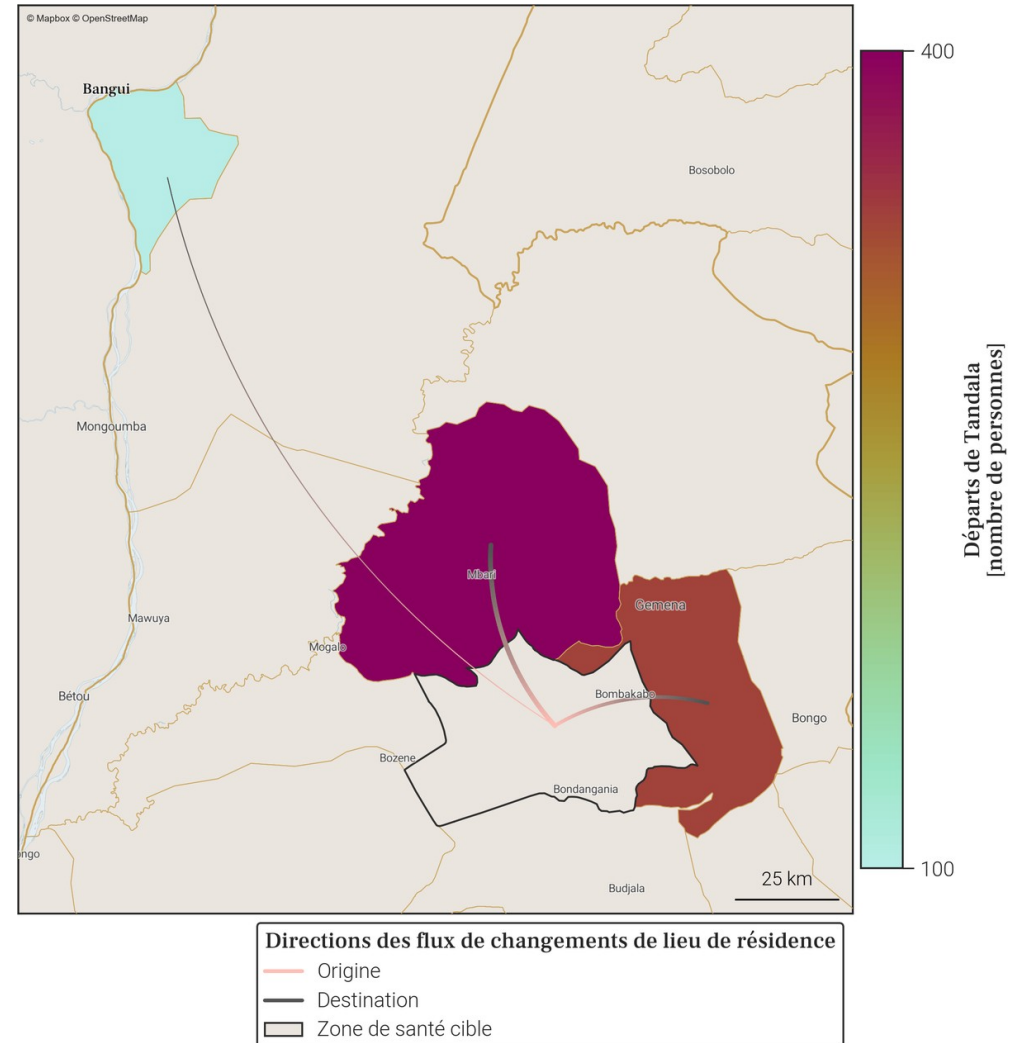 © Mapbox © OpenStreetMap
Bangui
Bosobolo
Mongoumba
Mbari
Gemena
Mawuya
Mogalo
Bétou
Bombakabo
Bongo
Bozene
Bondangania
ongo
Budjala
25 km
400
100
Départs de Tandala
[nombre de personnes]
Directions des flux de changements de lieu de résidence
Origine
Destination
Zone de santé cible